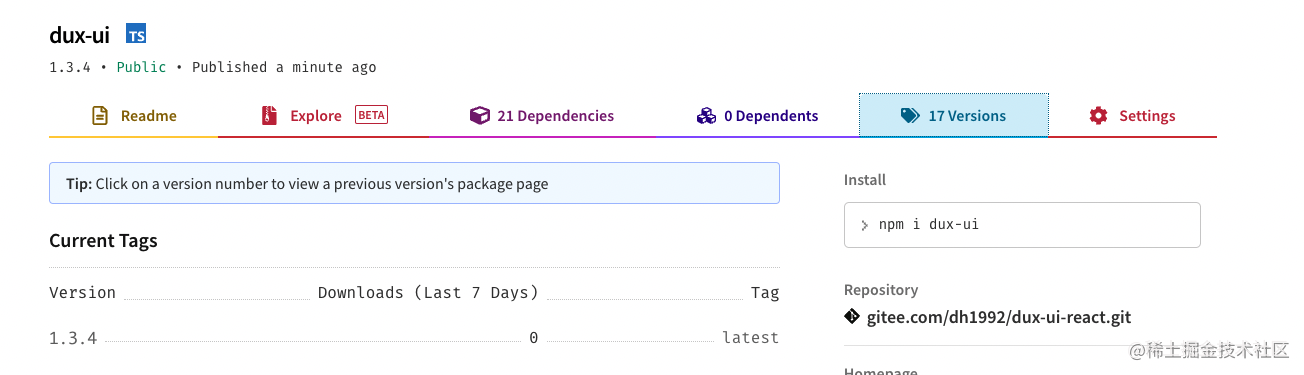 dux-ui TS
1.3.4 • Public • Published a minute ago
Readme Explore BETA 21 Dependencies 0 Dependents 17 Versions Settings
Tip: Click on a version number to view a previous version's package page
Current Tags
Version Downloads (Last 7 Days) Tag
1.3.4 0 latest
Install
npm i dux-ui
Repository
gitee.com/dh1992/dux-ui-react.git
Homepage
@稀土掘金技术社区